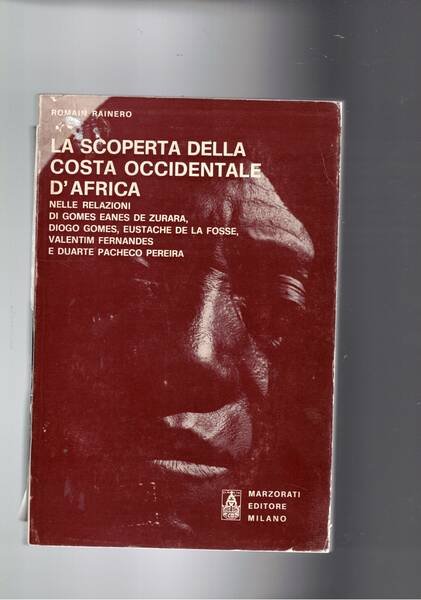 ROMAIN RAINERO
LA SCOPERTA DELLA
COSTA OCCIDENTALE
D'AFRICA
NELLE RELAZIONI
DI GOMES EANES DE ZURARA,
DIOGO GOMES, EUSTACHE DE LA FOSSE,
VALENTIM FERNANDES
E DUARTE PACHECO PEREIRA
MARZORATI
EDITORE
MILANO